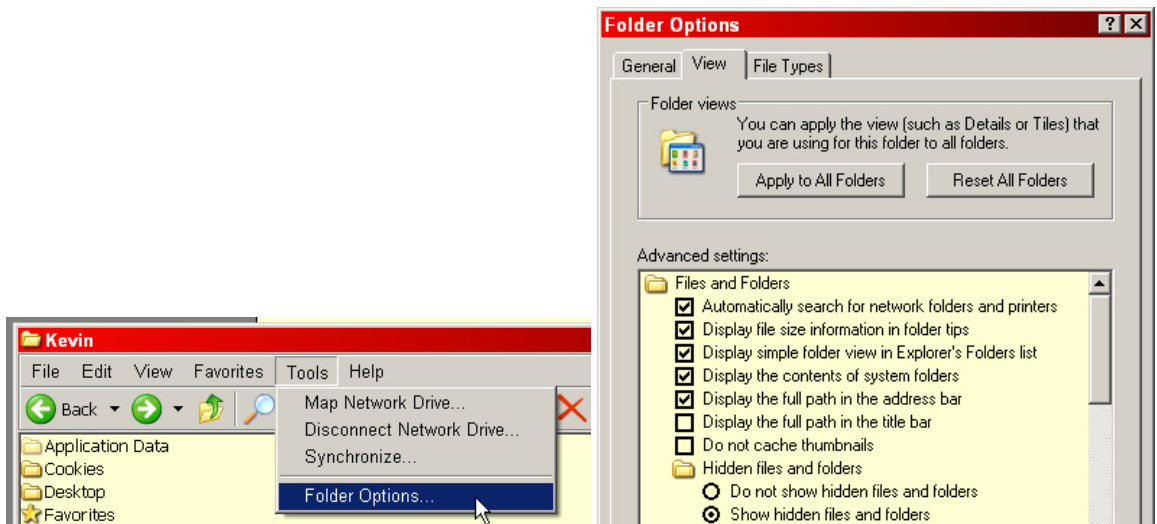 Kevin
File Edit View Favorites Tools Help
Back
Map Network Drive...
Disconnect Network Drive...
Synchronize...
Folder Options...
Application Data
Cookies
Desktop
Favorites
Folder Options
General View File Types
Folder views
You can apply the view (such as Details or Tiles) that
you are using for this folder to all folders.
Apply to All Folders Reset All Folders
Advanced settings:
Files and Folders
Automatically search for network folders and printers
Display file size information in folder tips
Display simple folder view in Explorer's Folders list
Display the contents of system folders
Display the full path in the address bar
Display the full path in the title bar
Do not cache thumbnails
Hidden files and folders
Do not show hidden files and folders
Show hidden files and folders